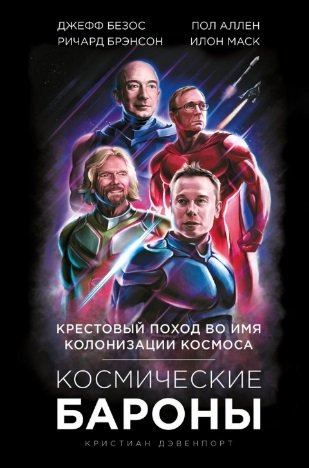 ДЖЕФФ БЕЗОС ПОЛ АЛЛЕН
РИЧАРД БРЭНСОН ИЛОН МАСК
КРЕСТОВЫЙ ПОХОД ВО ИМЯ
КОЛОНИЗАЦИИ КОСМОСА
КОСМИЧЕСКИЕ
БАРОНЫ
КРИСТИАН ДЭВЕНПОРТ